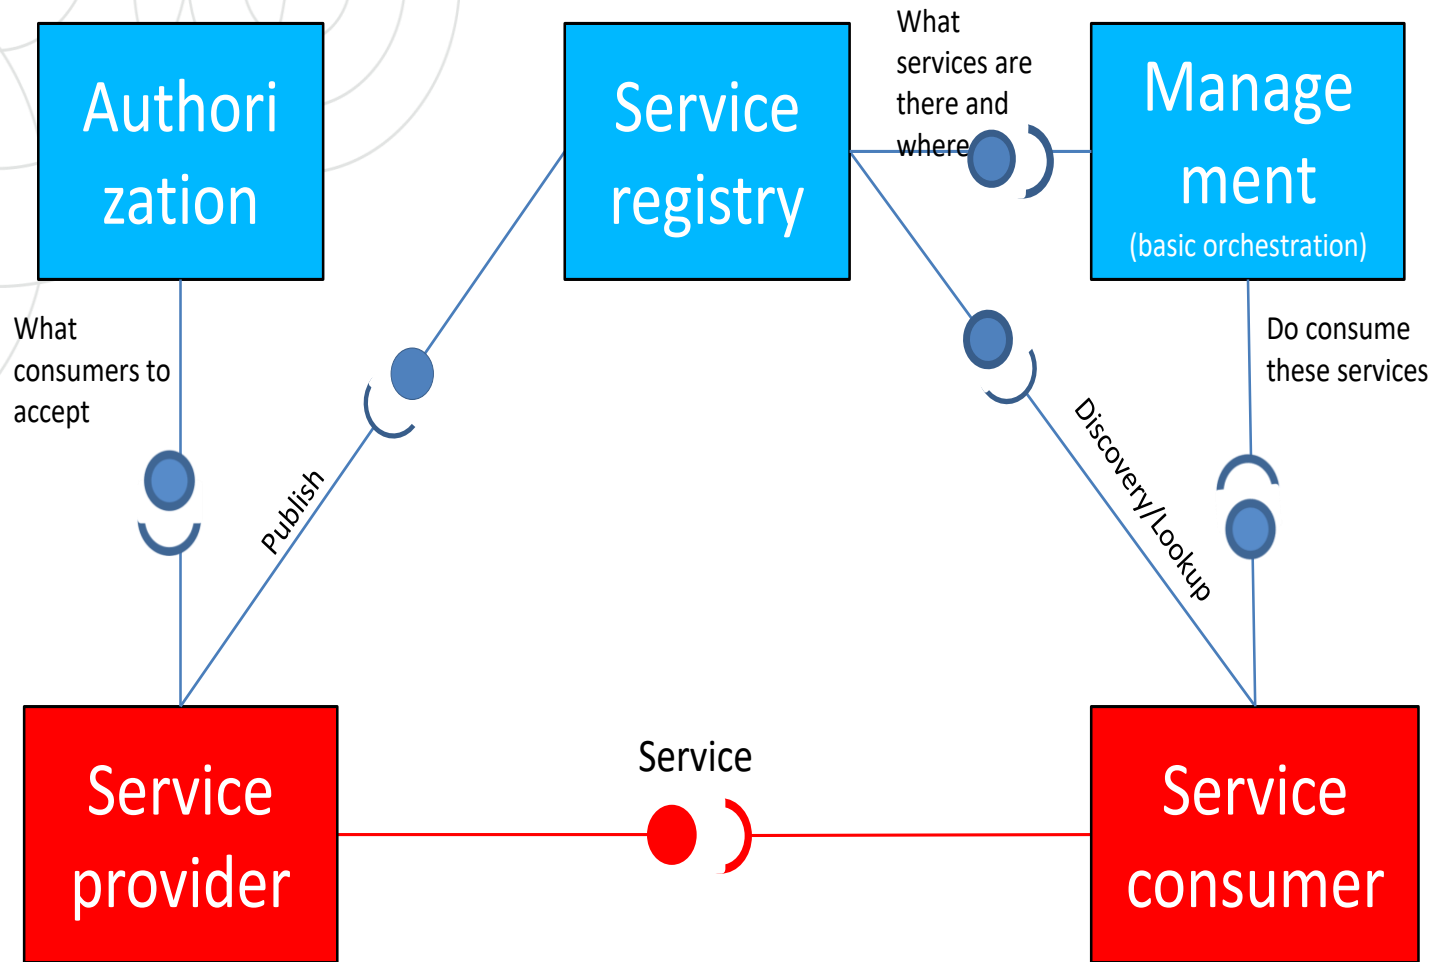 Authori
zation
Service
registry
What
services are
there and
where
Manage
ment
(basic orchestration)
What
consumers to
accept
Publish
Discovery/Lookup
Do consume
these services
Service
provider
Service
Service
consumer